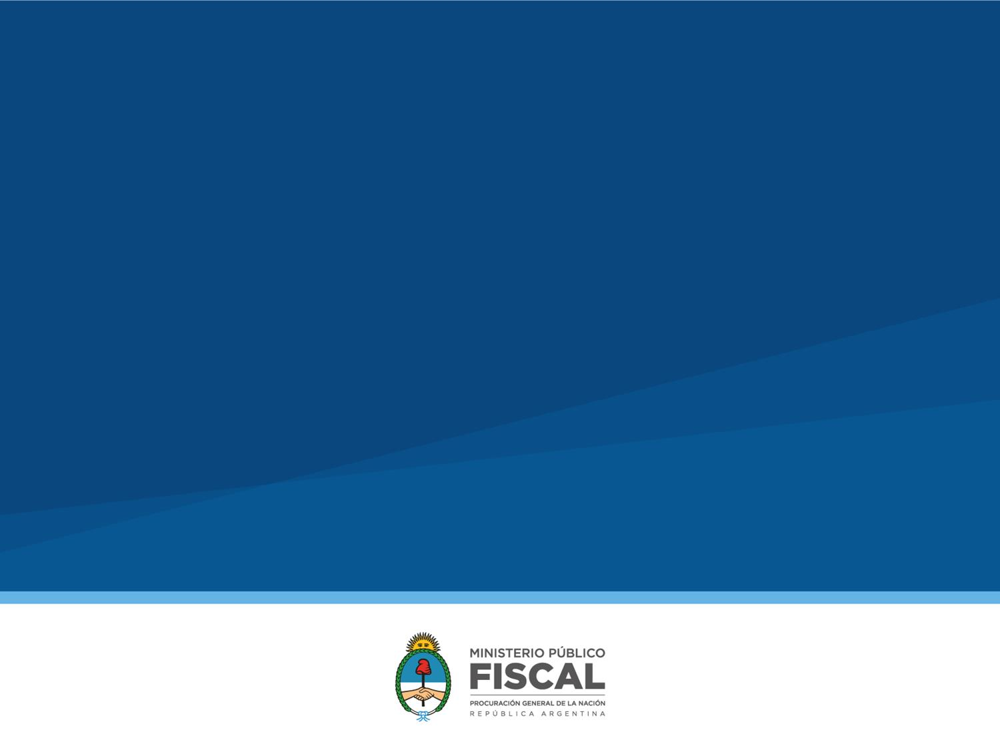 MINISTERIO PÚBLICO
FISCAL
PROCURACIÓN GENERAL DE LA NACIÓN
REPÚBLICA ARGENTINA